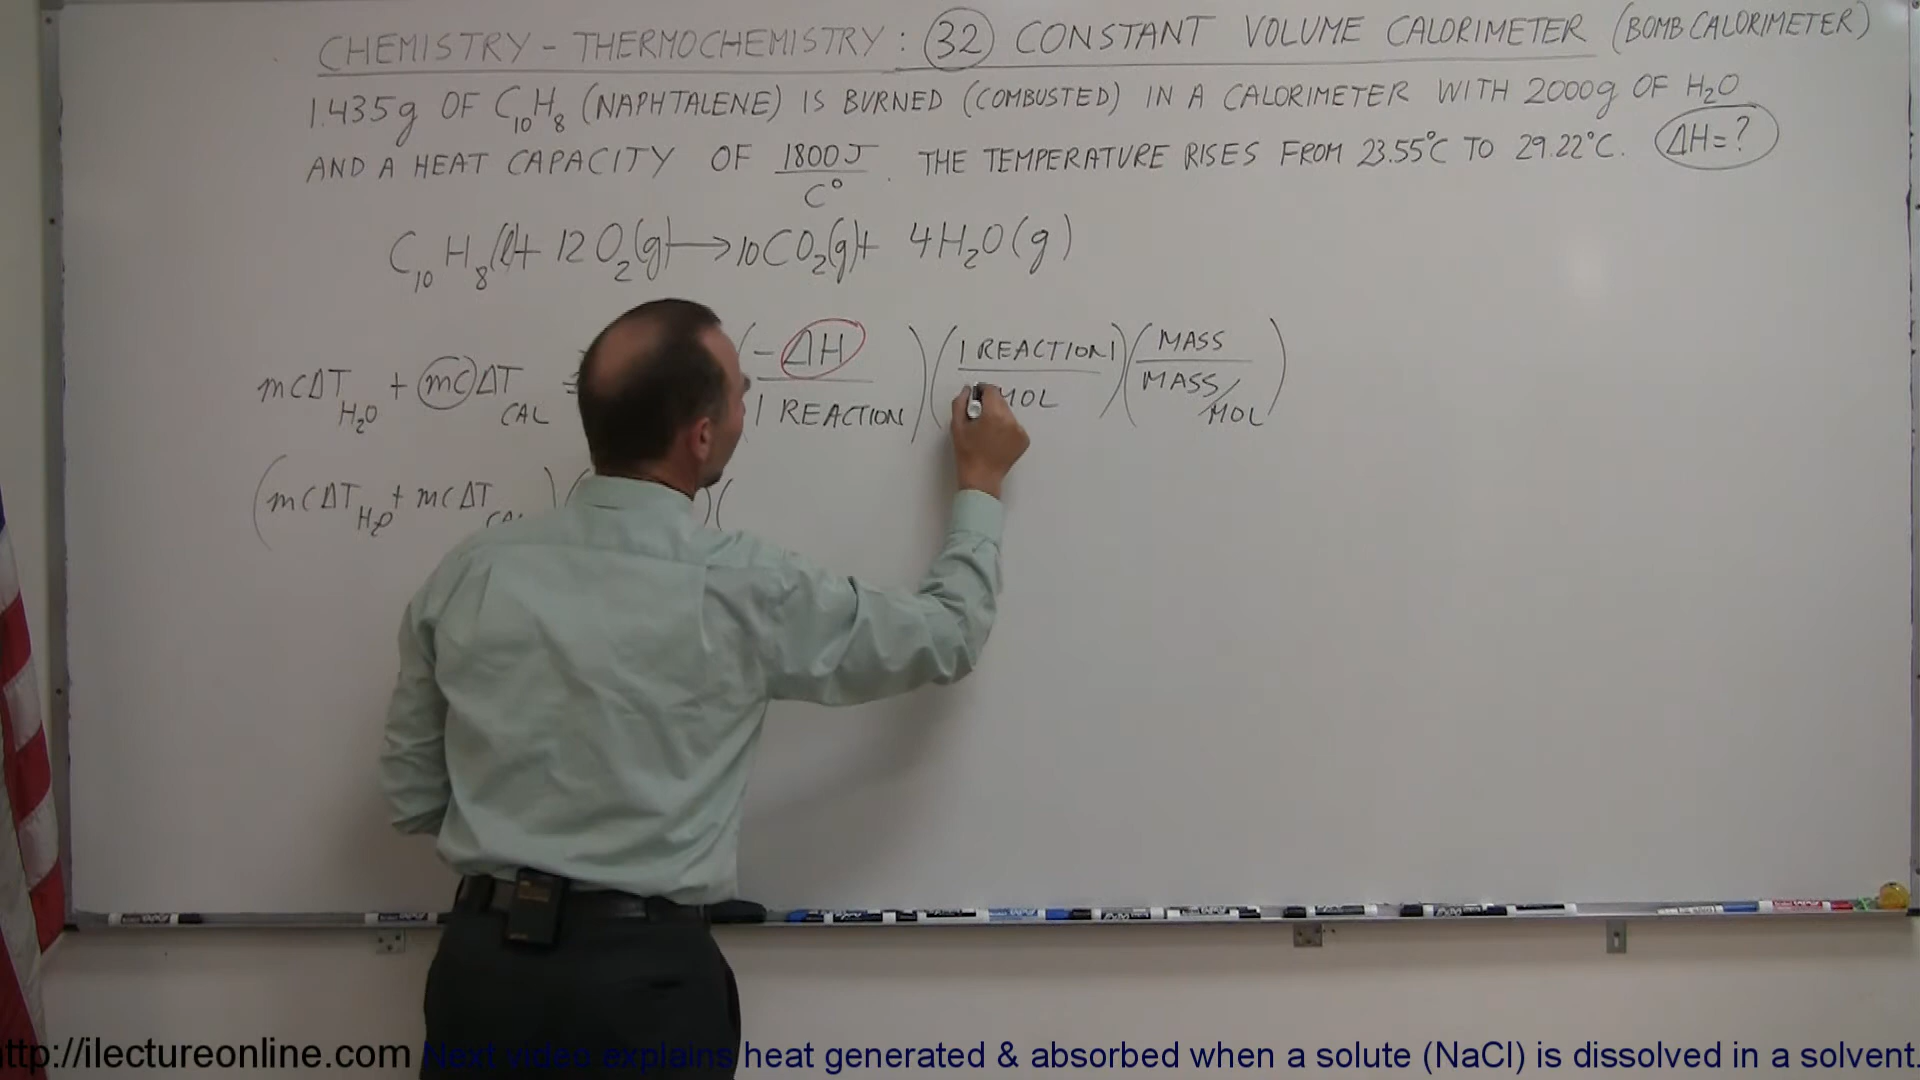 CHEMISTRY - THERMOCHEMISTRY: 32 CONSTANT VOLUME CALORIMETER (BOMB CALORIMETER)
1.435g OF C₁₀H₈ (NAPHTALENE) IS BURNED (COMBUSTED) IN A CALORIMETER WITH 2000g OF H₂O
AND A HEAT CAPACITY OF 1800J/C°. THE TEMPERATURE RISES FROM 23.55°C TO 29.22°C. ΔH=?
C₁₀H₈(l)+ 12O₂(g)→10CO₂(g)+ 4H₂O(g)
mcΔT H₂O + mcΔT CAL = (-ΔH / 1 REACTION)(1 REACTION / MOL)(MASS / MASS/MOL)
(mcΔT H₂O + mcΔT CAL)( )(
http://ilectureonline.com Next video explains heat generated & absorbed when a solute (NaCl) is dissolved in a solvent.